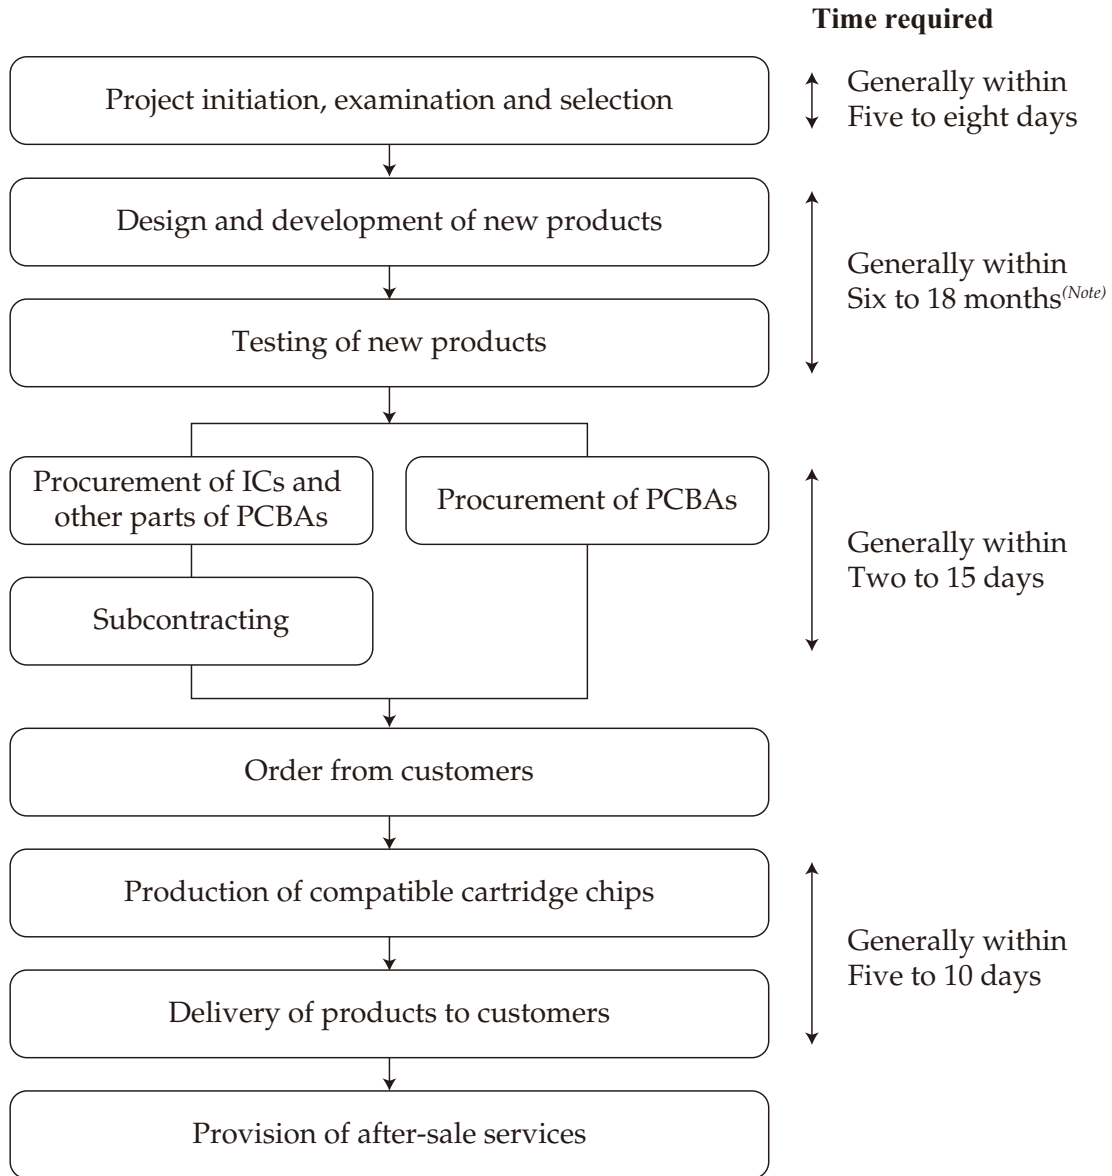 Time required
Project initiation, examination and selection
Generally within
Five to eight days
Design and development of new products
Generally within
Six to 18 months(Note)
Testing of new products
Procurement of ICs and
other parts of PCBAs
Procurement of PCBAs
Generally within
Two to 15 days
Subcontracting
Order from customers
Production of compatible cartridge chips
Generally within
Five to 10 days
Delivery of products to customers
Provision of after-sale services